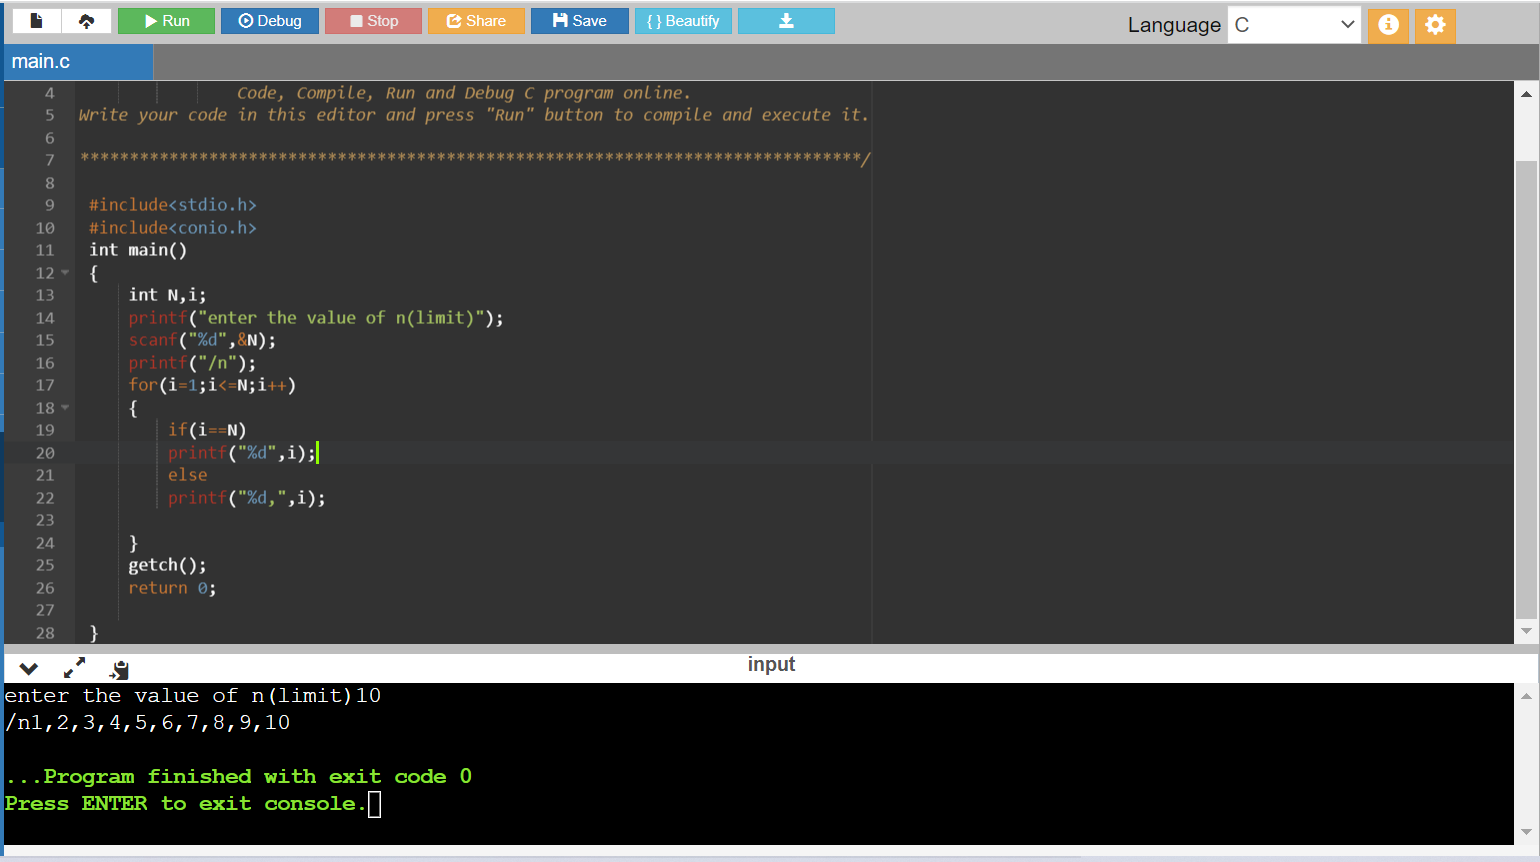 Run Debug Stop Share Save { } Beautify Language C
main.c
4 Code, Compile, Run and Debug C program online.
5 Write your code in this editor and press "Run" button to compile and execute it.
6
7 *******************************************************************************/
8
9 #include<stdio.h>
10 #include<conio.h>
11 int main()
12 {
13 int N,i;
14 printf("enter the value of n(limit)");
15 scanf("%d",&N);
16 printf("/n");
17 for(i=1;i<=N;i++)
18 {
19 if(i==N)
20 printf("%d",i);
21 else
22 printf("%d,",i);
23
24 }
25 getch();
26 return 0;
27
28 }
input
enter the value of n(limit)10
/n1,2,3,4,5,6,7,8,9,10
...Program finished with exit code 0
Press ENTER to exit console.